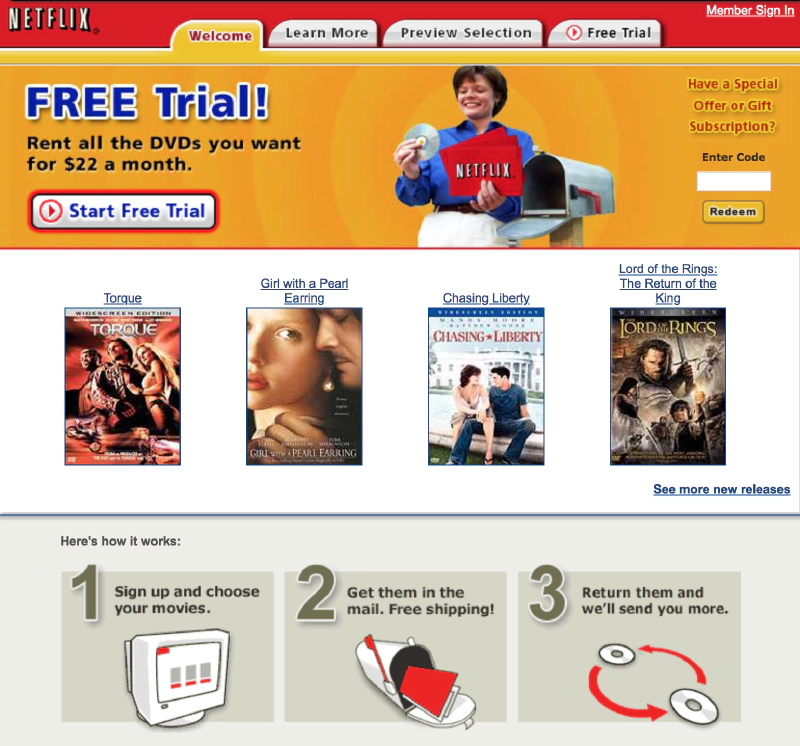 NETFLIX
Member Sign In
Welcome
Learn More
Preview Selection
Free Trial
FREE Trial!
Rent all the DVDs you want
for $22 a month.
Start Free Trial
NETFLIX
Have a Special
Offer or Gift
Subscription?
Enter Code
Redeem
Torque
Girl with a Pearl
Earring
Chasing Liberty
Lord of the Rings:
The Return of the
King
WIDESCREEN EDITION
TORQUE
GIRL WITH A PEARL EARRING
WIDESCREEN EDITION
MANDY MOORE
CHASING LIBERTY
WIDESCREEN
THE LORD OF THE RINGS
See more new releases
Here's how it works:
1
Sign up and choose
your movies.
2
Get them in the
mail. Free shipping!
3
Return them and
we'll send you more.